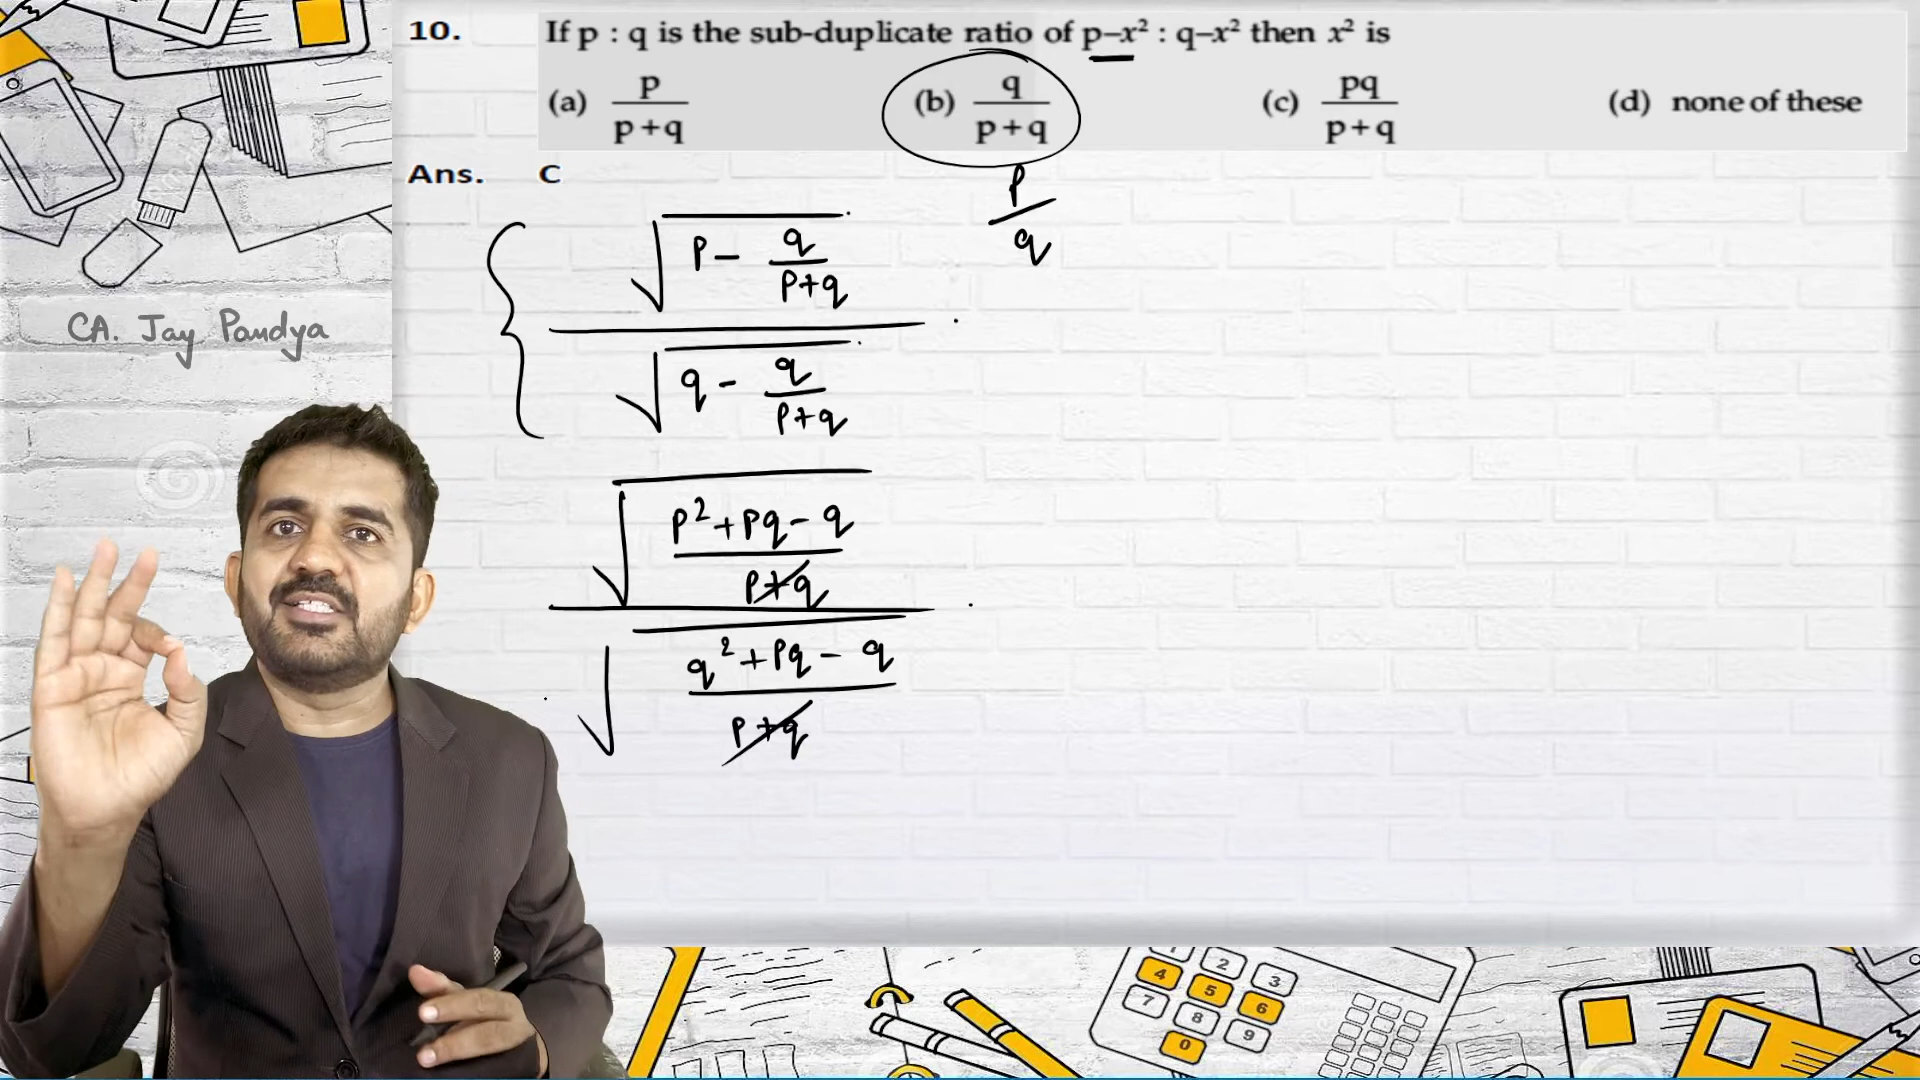 10. If p : q is the sub-duplicate ratio of p–x² : q–x² then x² is
(a) p/p+q (b) q/p+q (c) pq/p+q (d) none of these
Ans. C
p/q
√p - q/p+q
√q - q/p+q
√p²+pq-q/p+q
√q²+pq-q/p+q
CA. Jay Pandya
1 2 3
4 5 6
7 8 9
0